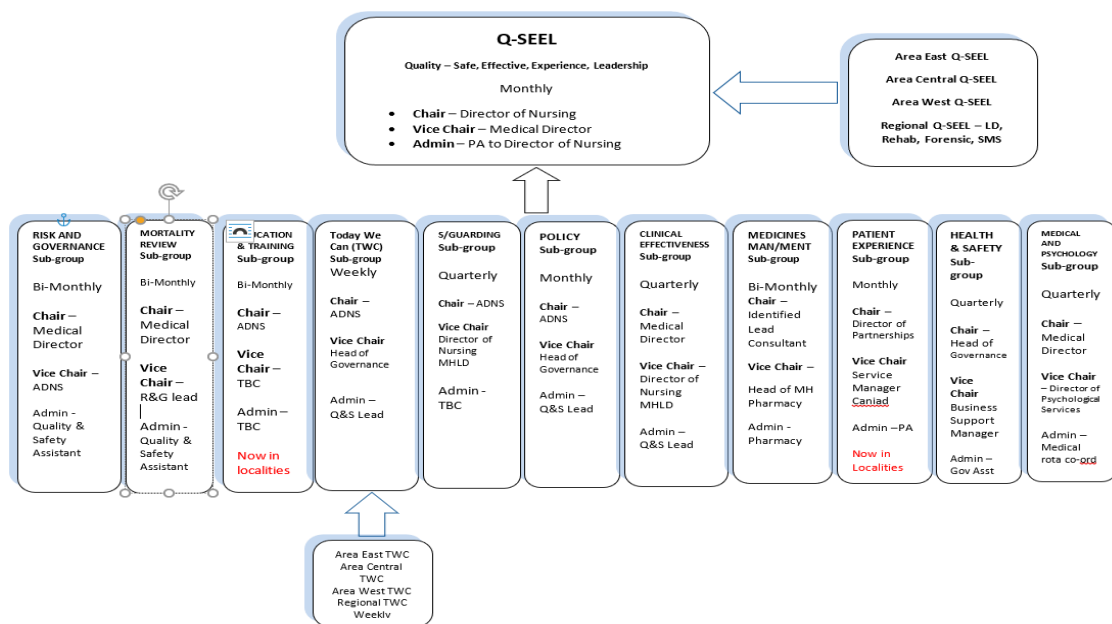 Q-SEEL
Quality – Safe, Effective, Experience, Leadership
Monthly
• Chair – Director of Nursing
• Vice Chair – Medical Director
• Admin – PA to Director of Nursing
Area East Q-SEEL
Area Central Q-SEEL
Area West Q-SEEL
Regional Q-SEEL – LD,
Rehab, Forensic, SMS
RISK AND
GOVERNANCE
Sub-group
Bi-Monthly
Chair –
Medical
Director
Vice Chair –
ADNS
Admin -
Quality &
Safety
Assistant
MORTALITY
REVIEW
Sub-group
Bi-Monthly
Chair –
Medical
Director
Vice
Chair –
R&G lead
Admin -
Quality &
Safety
Assistant
UCATION
& TRAINING
Sub-group
Bi-Monthly
Chair –
ADNS
Vice
Chair –
TBC
Admin –
TBC
Now in
localities
Today We
Can (TWC)
Sub-group
Weekly
Chair –
ADNS
Vice Chair
Head of
Governance
Admin –
Q&S Lead
S/GUARDING
Sub-group
Quarterly
Chair – ADNS
Vice Chair
Director of
Nursing
MHLD
Admin -
TBC
POLICY
Sub-group
Monthly
Chair –
ADNS
Vice Chair
Head of
Governance
Admin –
Q&S Lead
CLINICAL
EFFECTIVENESS
Sub-group
Quarterly
Chair –
Medical
Director
Vice Chair –
Director of
Nursing
MHLD
Admin –
Q&S Lead
MEDICINES
MAN/MENT
Sub-group
Bi-Monthly
Chair –
Identified
Lead
Consultant
Vice Chair –
Head of MH
Pharmacy
Admin -
Pharmacy
PATIENT
EXPERIENCE
Sub-group
Monthly
Chair –
Director of
Partnerships
Vice Chair
Service
Manager
Caniad
Admin –PA
Now in
Localities
HEALTH
& SAFETY
Sub-
group
Quarterly
Chair –
Head of
Governance
Vice
Chair
Business
Support
Manager
Admin –
Gov Asst
MEDICAL
AND
PSYCHOLOGY
Sub-group
Quarterly
Chair –
Medical
Director
Vice Chair
– Director of
Psychological
Services
Admin –
Medical
rota co-ord
Area East TWC
Area Central
TWC
Area West TWC
Regional TWC
Weekly